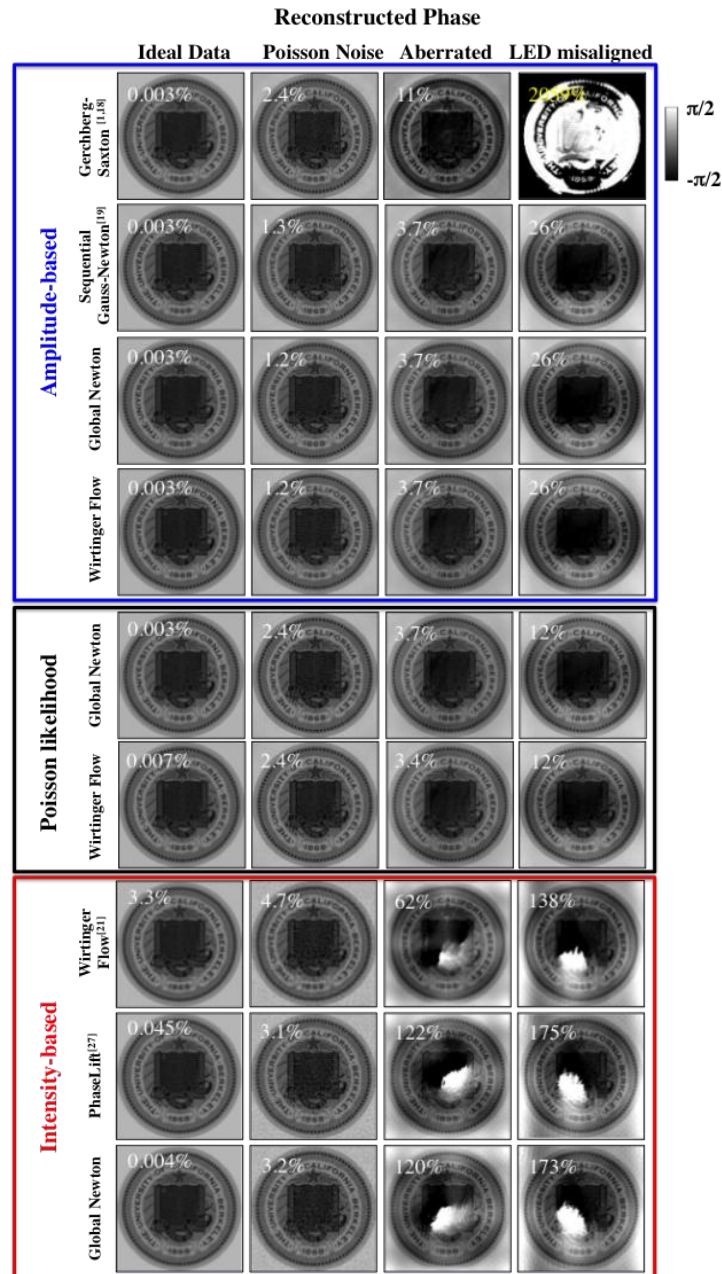 Reconstructed Phase
Ideal Data Poisson Noise Aberrated LED misaligned
Amplitude-based
Gerchberg-
Saxton [1,18]
0.003% 2.4% 11%
π/2
-π/2
Sequential
Gauss-Newton[19]
0.003% 1.3% 3.7% 26%
Global Newton
0.003% 1.2% 3.7% 26%
Wirtinger Flow
0.003% 1.2% 3.7% 26%
Poisson likelihood
Global Newton
0.003% 2.4% 3.7% 12%
Wirtinger Flow
0.007% 2.4% 3.4% 12%
Intensity-based
Wirtinger
Flow[21]
3.3% 4.7% 62% 138%
PhaseLift[27]
0.045% 3.1% 122% 175%
Global Newton
0.004% 3.2% 120% 173%